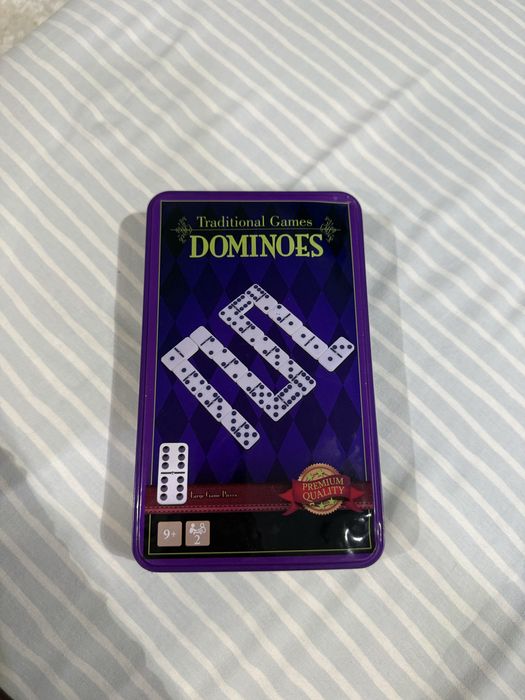 Traditional Games
DOMINOES
Large Game Pieces
PREMIUM
QUALITY
9+
2